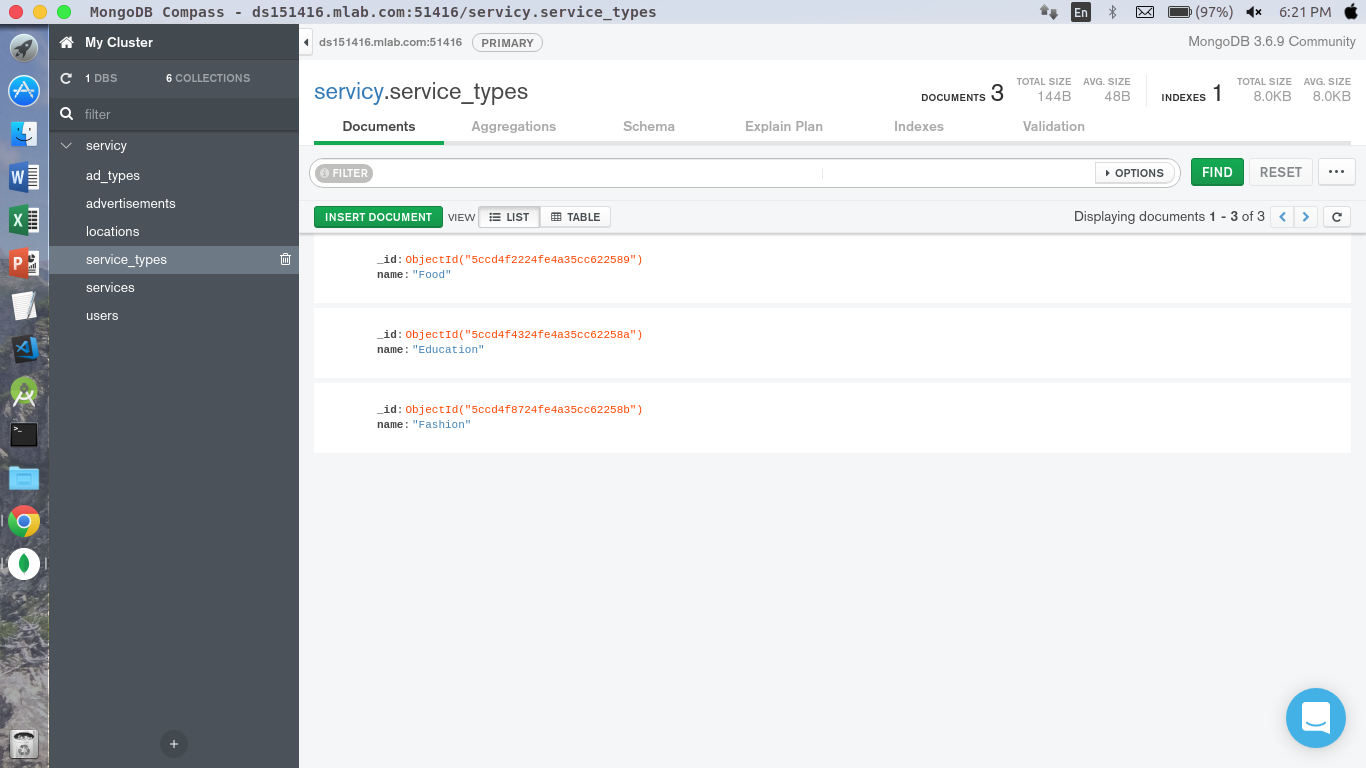 MongoDB Compass - ds151416.mlab.com:51416/servicy.service_types
En
(97%)
6:21 PM
My Cluster
1 DBS
6 COLLECTIONS
filter
servicy
ad_types
advertisements
locations
service_types
services
users
+
ds151416.mlab.com:51416
PRIMARY
MongoDB 3.6.9 Community
servicy.service_types
DOCUMENTS 3
TOTAL SIZE
144B
AVG. SIZE
48B
INDEXES 1
TOTAL SIZE
8.0KB
AVG. SIZE
8.0KB
Documents
Aggregations
Schema
Explain Plan
Indexes
Validation
FILTER
OPTIONS
FIND
RESET
...
INSERT DOCUMENT
VIEW
LIST
TABLE
Displaying documents 1 - 3 of 3
_id: ObjectId("5ccd4f2224fe4a35cc622589")
name: "Food"
_id: ObjectId("5ccd4f4324fe4a35cc62258a")
name: "Education"
_id: ObjectId("5ccd4f8724fe4a35cc62258b")
name: "Fashion"